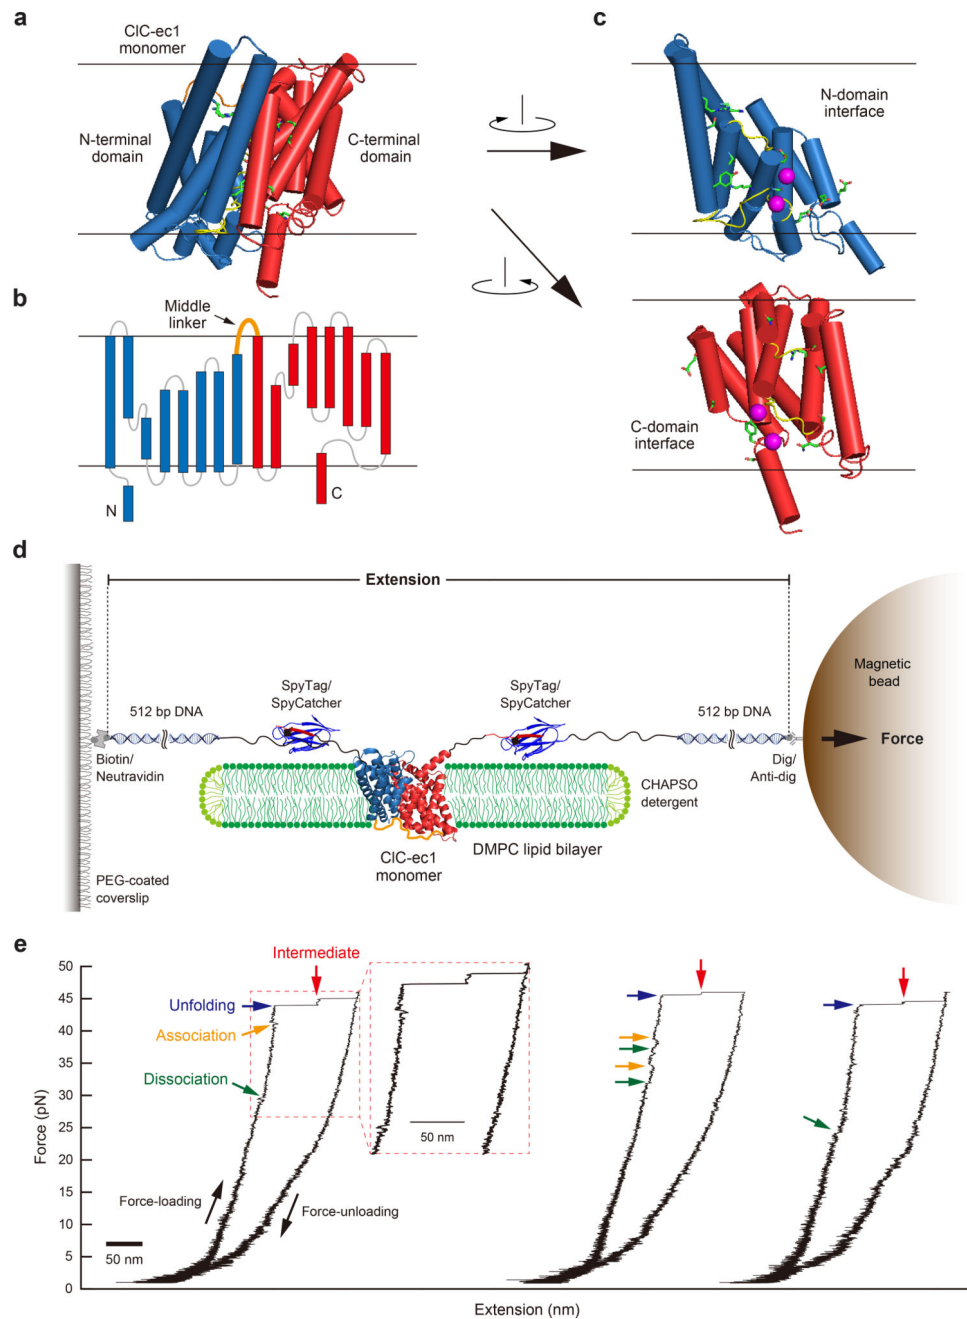 a
ClC-ec1
monomer
N-terminal
domain
C-terminal
domain
c
N-domain
interface
C-domain
interface
b
Middle
linker
N
C
d
Extension
SpyTag/
SpyCatcher
SpyTag/
SpyCatcher
512 bp DNA
512 bp DNA
Magnetic
bead
Force
Biotin/
Neutravidin
Dig/
Anti-dig
CHAPSO
detergent
ClC-ec1
monomer
DMPC lipid bilayer
PEG-coated
coverslip
e
Force (pN)
50
45
40
35
30
25
20
15
10
5
0
Intermediate
Unfolding
Association
Dissociation
50 nm
Force-loading
Force-unloading
50 nm
Extension (nm)